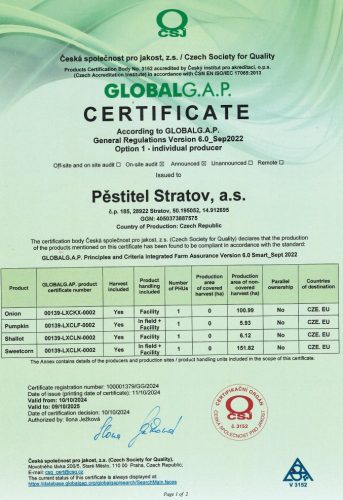 CSJ
Česká společnost pro jakost, z.s. / Czech Society for Quality
Products Certification Body No. 3152 accredited by Český institut pro akreditaci, o.p.s.
(Czech Accreditation Institute) in accordance with ČSN EN ISO/IEC 17065:2013
GLOBALG.A.P.
CERTIFICATE
According to GLOBALG.A.P.
General Regulations Version 6.0_Sep2022
Option 1 - individual producer
Off-site and on site audit ☐ On-site audit ☒ Announced ☒ Unannounced ☐ Remote ☐
Issued to
Pěstitel Stratov, a.s.
č.p. 185, 28922 Stratov, 50.195052, 14.912695
GGN: 4050373887575
Country of Production: Czech Republic
The certification body Česká společnost pro jakost, z.s. (Czech Society for Quality) declares that the production
of the products mentioned on this certificate has been found to be compliant in accordance with the standard:
GLOBALG.A.P. Principles and Criteria Integrated Farm Assurance Version 6.0 Smart_Sept 2022
Product GLOBALG.AP. product certificate number Harvest included Product handling included Number of PHUs Production area of covered harvest (ha) Production area of non-covered harvest (ha) Parallel ownership Countries of destination
Onion 00139-LXCKX-0002 Yes Facility 1 0 100.99 No CZE. EU
Pumpkin 00139-LXCLF-0002 Yes In field + Facility 1 0 5.93 No CZE. EU
Shallot 00139-LXCLN-0002 Yes Facility 1 0 6.12 No CZE. EU
Sweetcorn 00139-LXCLK-0002 Yes In field + Facility 1 0 151.82 No CZE. EU
The Annex contains details of the producers and production sites / product handling units included in the scope of this certificate.
Certificate registration number: 100001379/GG/2024
Date of issue (printing date of certificate): 11/10/2024
Valid from: 10/10/2024
Valid to: 09/10/2025
Date of certification decision: 10/10/2024
Authorized by: Ilona Ježková
Ilona Ježková
CERTIFIKAČNÍ ORGÁN
CSJ
č. 3152
ČESKÁ SPOLEČNOST PRO JAKOST
Česká společnost pro jakost, z.s. (Czech Society for Quality),
Novotného lávka 200/5, Staré Město, 110 00 Praha, Czech Republic;
E-mail: csq_cert@csq.cz
The current status of this certificate is always displayed at:
https://database.globalgap.org/globalgap/search/SearchMain.faces
V 3152
Page 1 of 2